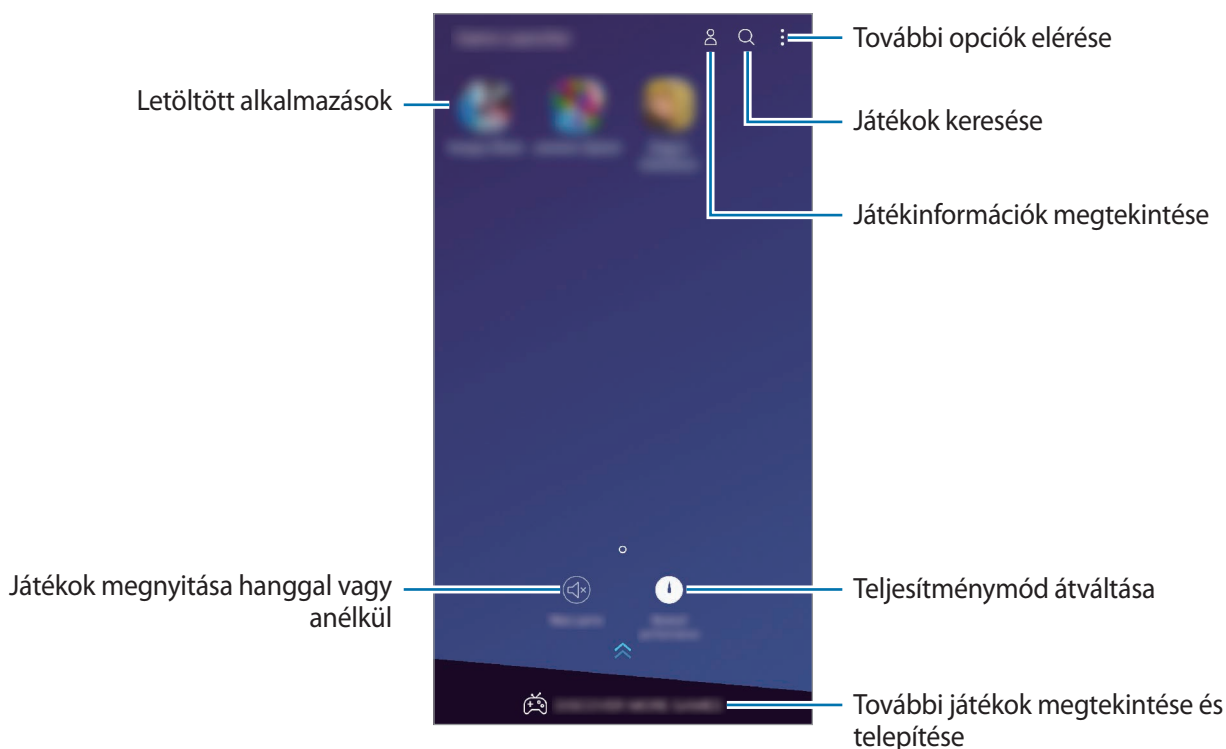 További opciók elérése
Letöltött alkalmazások
Játékok keresése
Játékinformációk megtekintése
Játékok megnyitása hanggal vagy
anélkül
Teljesítménymód átváltása
További játékok megtekintése és
telepítése